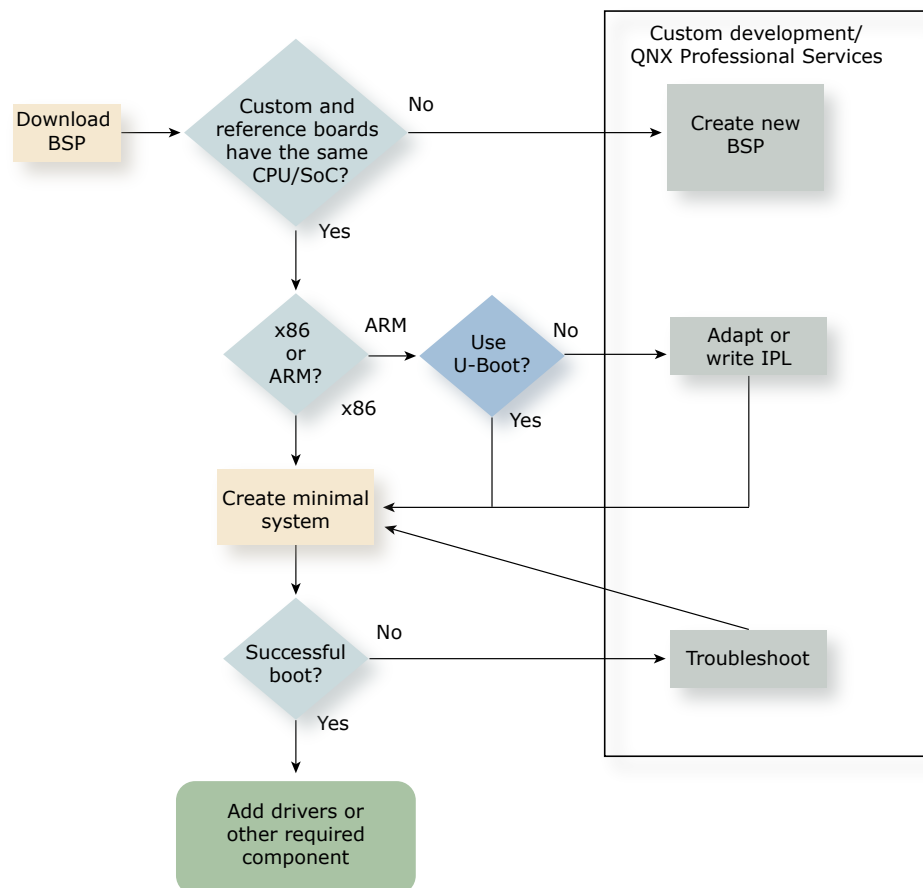 Custom development/
QNX Professional Services
Download
BSP
Custom and
reference boards
have the same
CPU/SoC?
No
Create new
BSP
Yes
x86
or
ARM?
ARM
Use
U-Boot?
No
Adapt or
write IPL
x86
Yes
Create minimal
system
Successful
boot?
No
Troubleshoot
Yes
Add drivers or
other required
component